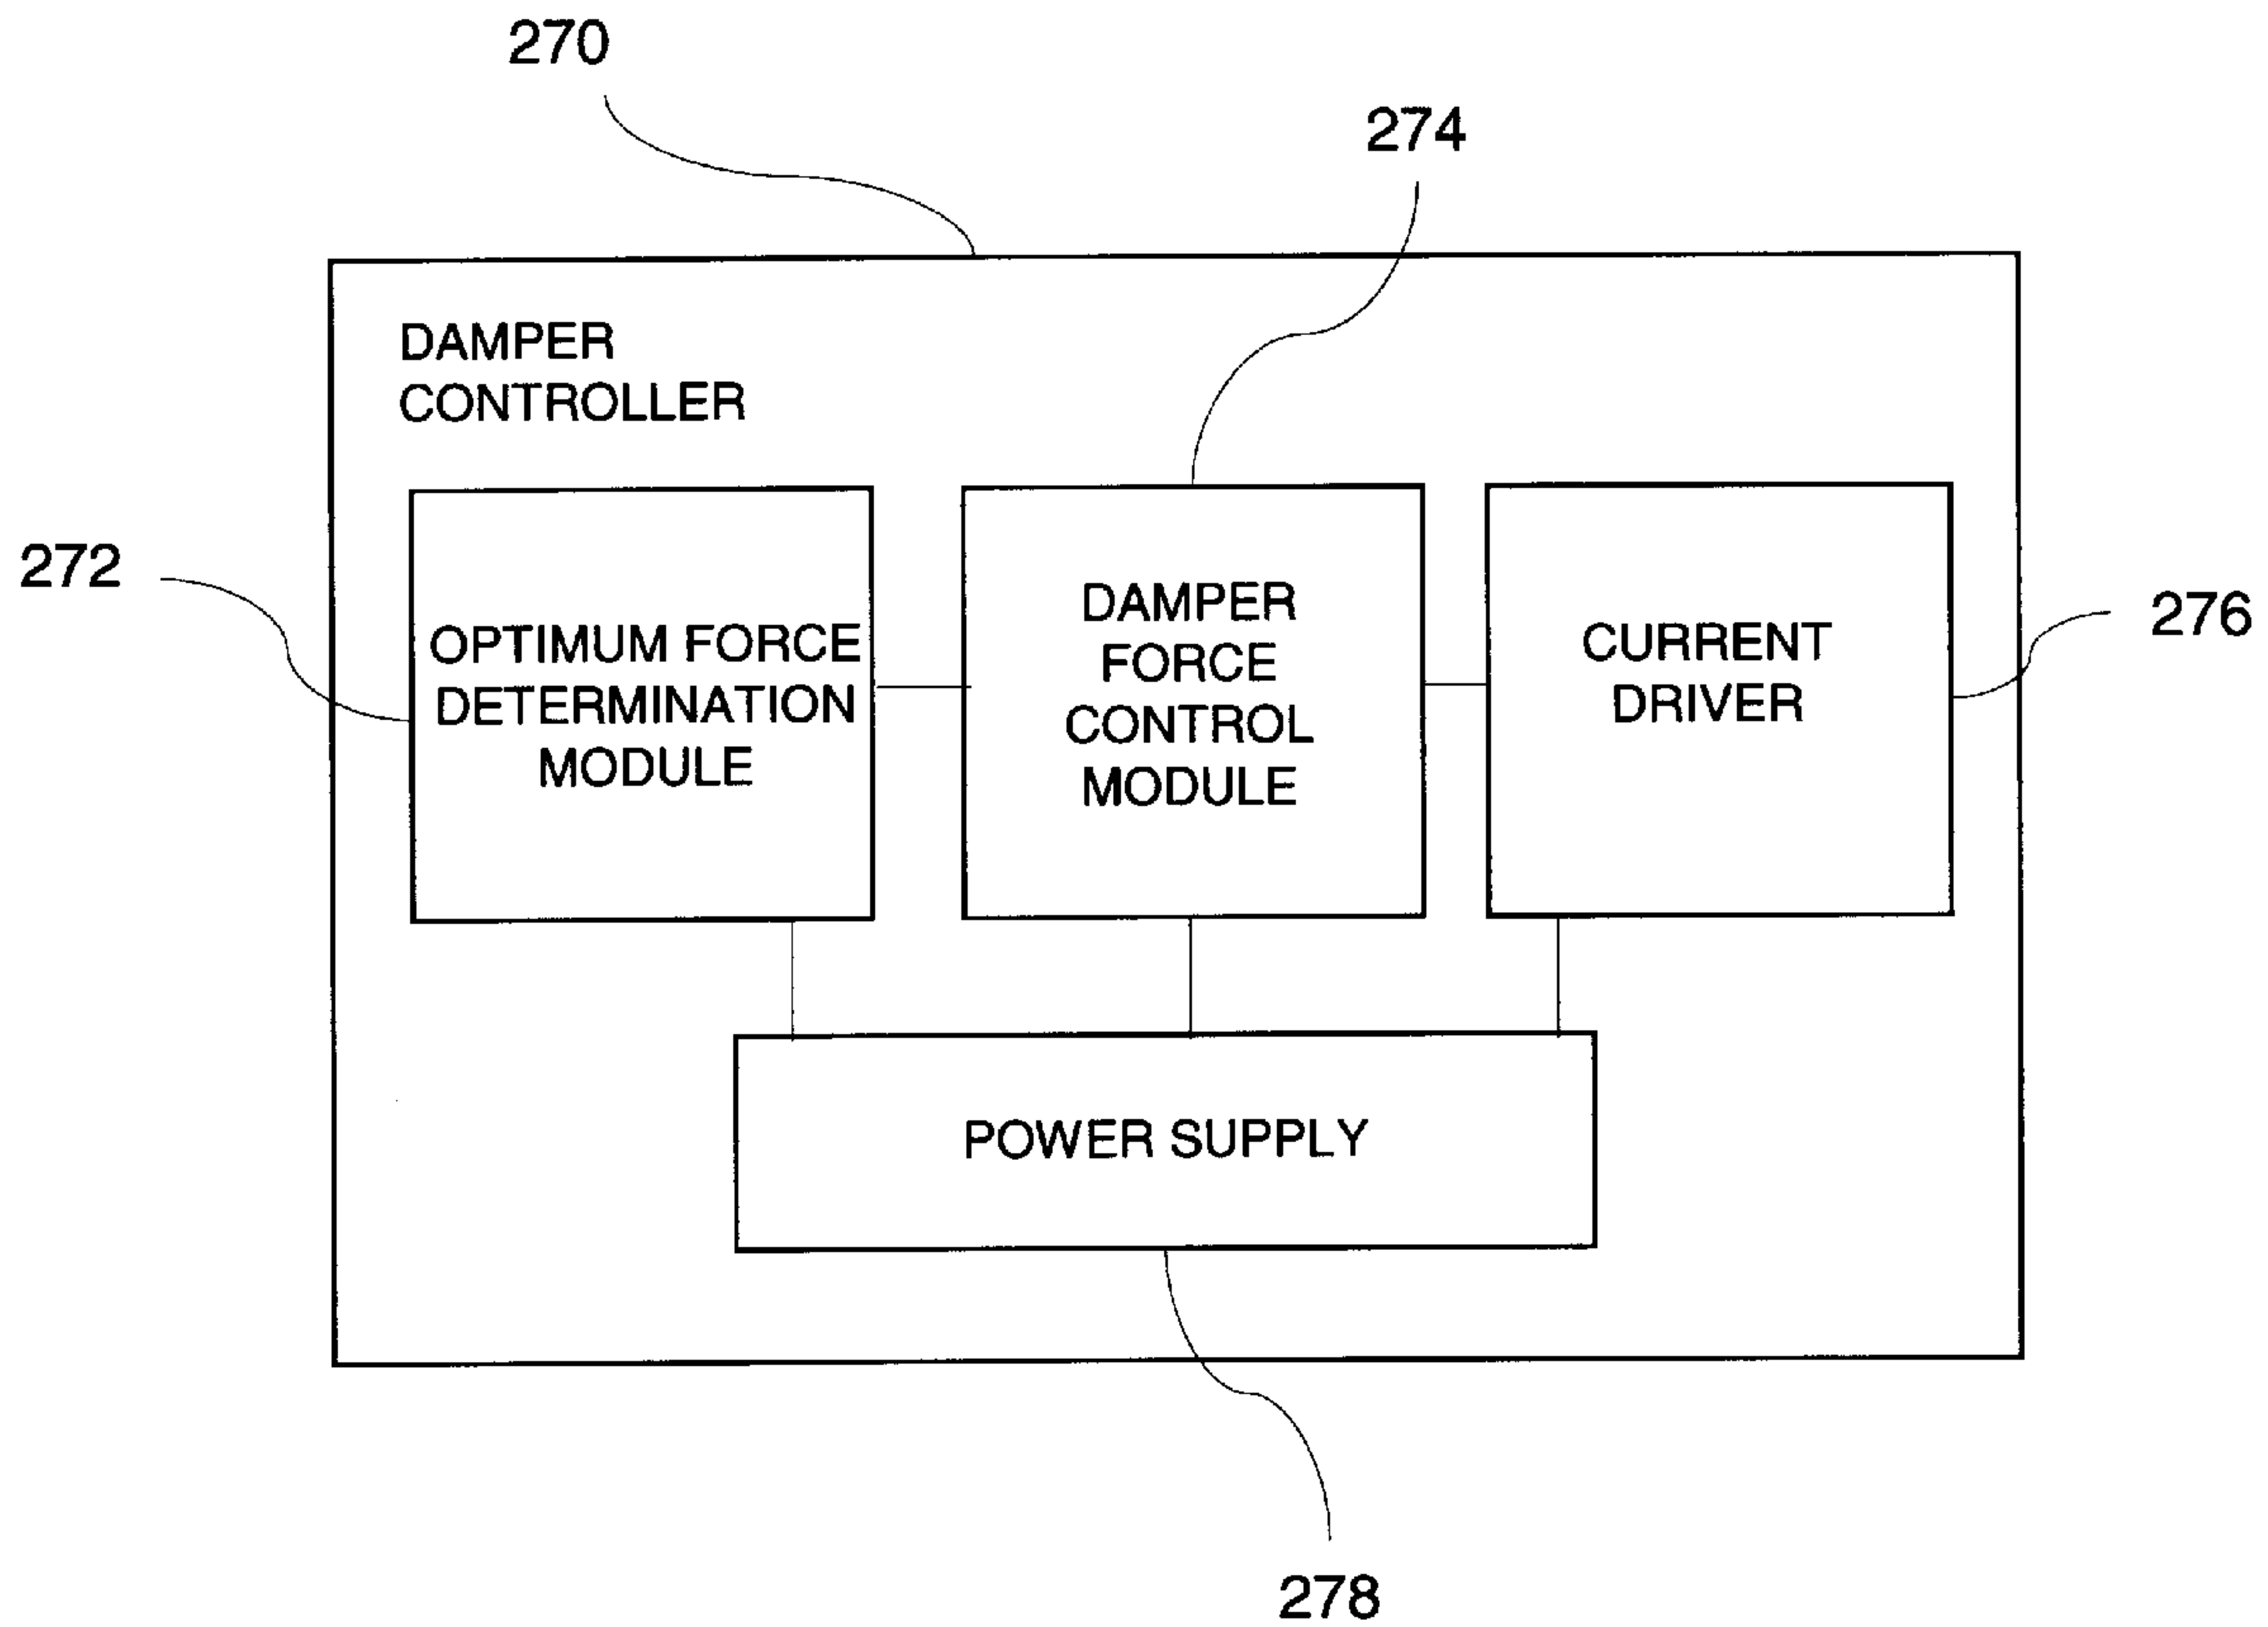 270
274
DAMPER
CONTROLLER
272
OPTIMUM FORCE
DETERMINATION
MODULE
DAMPER
FORCE
CONTROL
MODULE
CURRENT
DRIVER
276
POWER SUPPLY
278